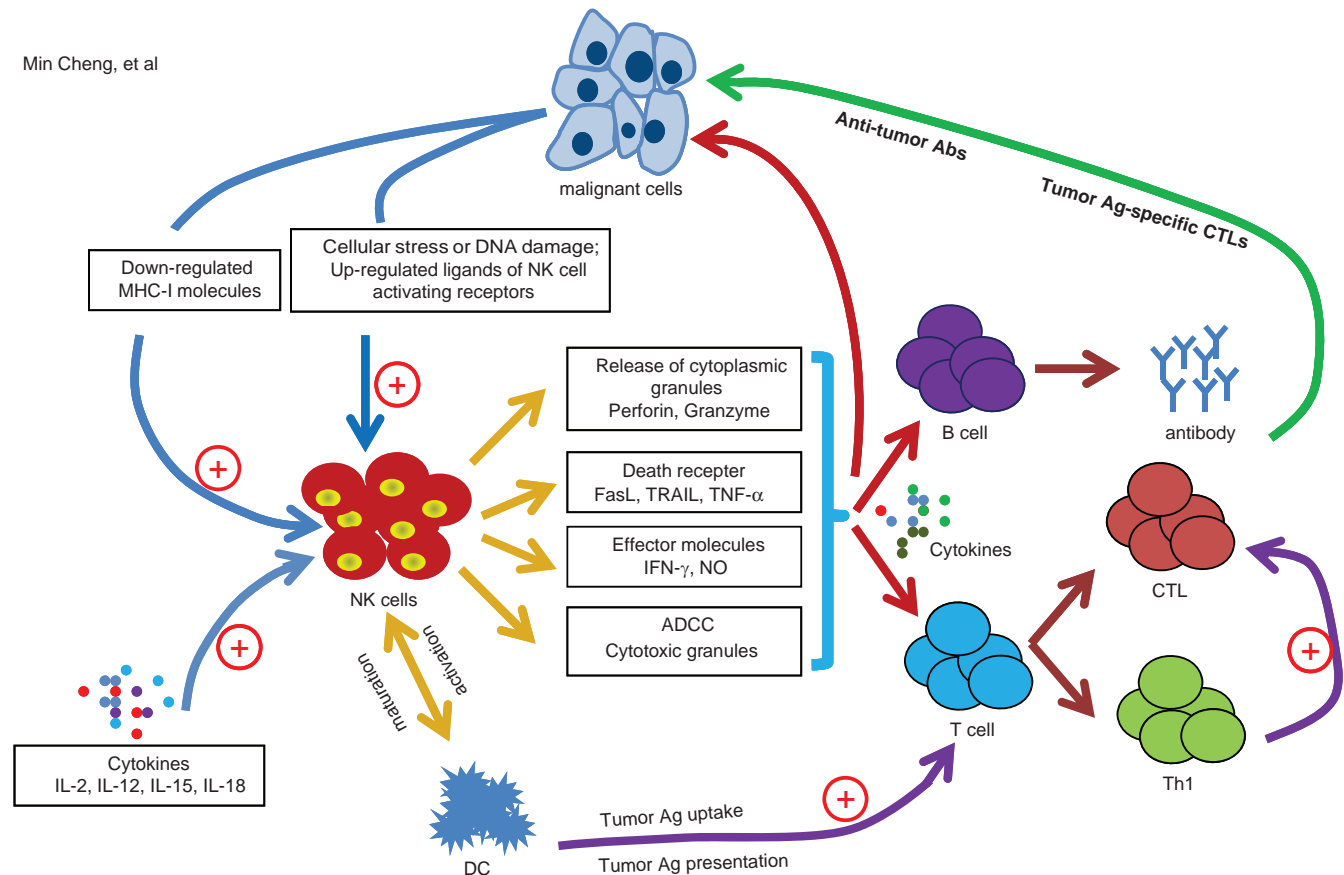 Min Cheng, et al
malignant cells
Anti-tumor Abs
Tumor Ag-specific CTLs
Down-regulated
MHC-I molecules
Cellular stress or DNA damage;
Up-regulated ligands of NK cell
activating receptors
+
+
+
NK cells
Release of cytoplasmic
granules
Perforin, Granzyme
Death recepter
FasL, TRAIL, TNF-α
Effector molecules
IFN-γ, NO
ADCC
Cytotoxic granules
B cell
antibody
Cytokines
CTL
T cell
Th1
+
maturation
activation
Cytokines
IL-2, IL-12, IL-15, IL-18
DC
Tumor Ag uptake
Tumor Ag presentation
+